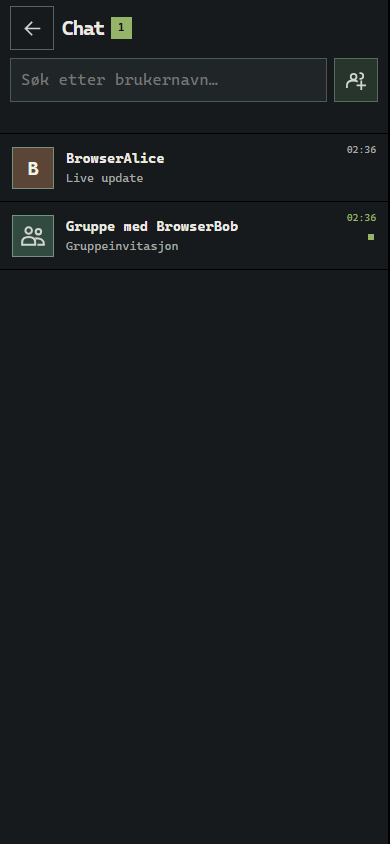 Chat 1
Søk etter brukernavn…
B
BrowserAlice
02:36
Live update
Gruppe med BrowserBob
02:36
Gruppeinvitasjon